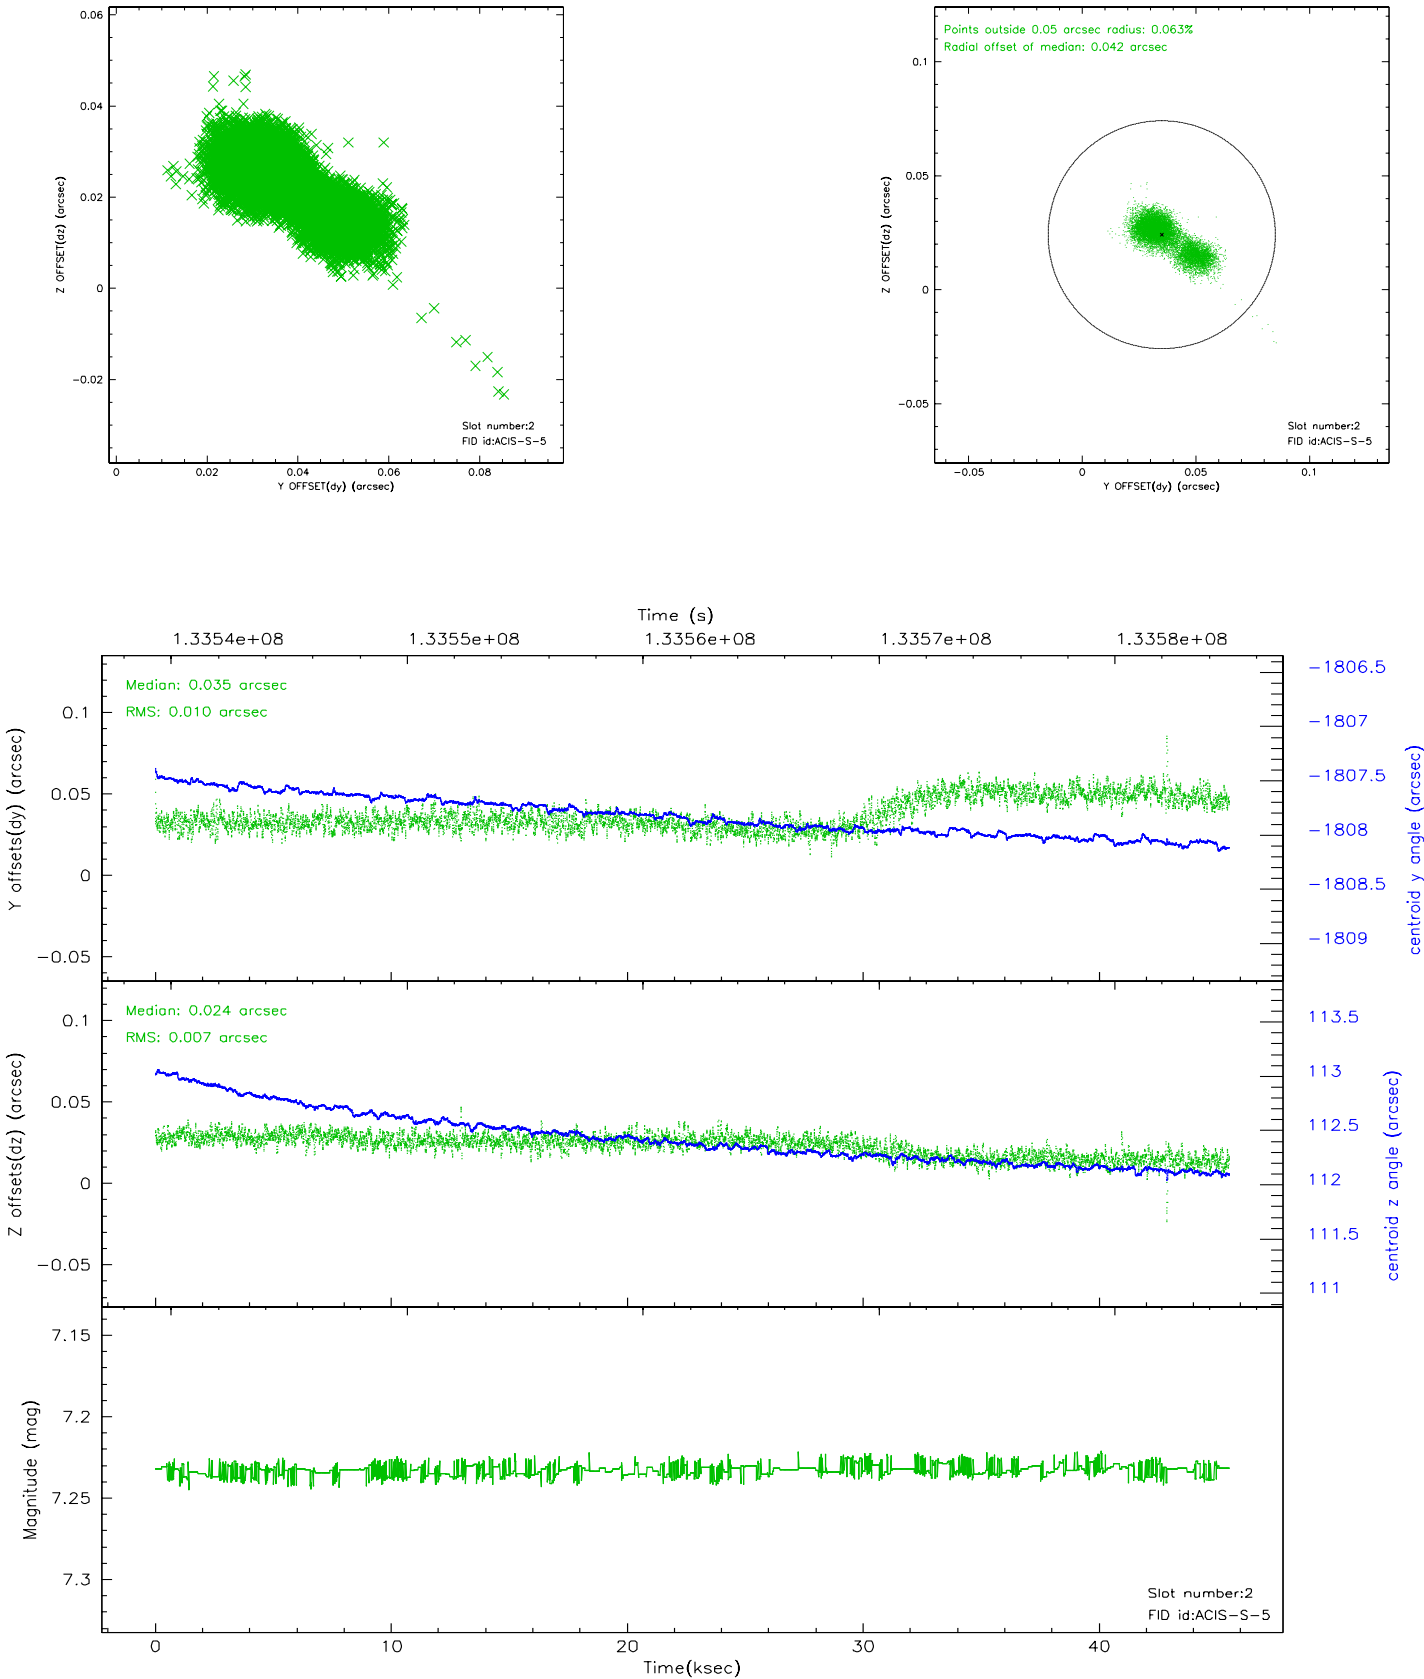 0.06
0.04
0.02
0
−0.02
Z OFFSET(dz) (arcsec)
Slot number:2
FID id:ACIS−S−5
0 0.02 0.04 0.06 0.08
Y OFFSET(dy) (arcsec)
Points outside 0.05 arcsec radius: 0.063%
Radial offset of median: 0.042 arcsec
0.1
0.05
0
−0.05
Z OFFSET(dz) (arcsec)
Slot number:2
FID id:ACIS−S−5
−0.05 0 0.05 0.1
Y OFFSET(dy) (arcsec)
Time (s)
1.3354e+08 1.3355e+08 1.3356e+08 1.3357e+08 1.3358e+08
Median: 0.035 arcsec
RMS: 0.010 arcsec
0.1
0.05
0
−0.05
Y offsets(dy) (arcsec)
−1806.5
−1807
−1807.5
−1808
−1808.5
−1809
centroid y angle (arcsec)
Median: 0.024 arcsec
RMS: 0.007 arcsec
0.1
0.05
0
−0.05
Z offsets(dz) (arcsec)
113.5
113
112.5
112
111.5
111
centroid z angle (arcsec)
7.15
7.2
7.25
7.3
Magnitude (mag)
Slot number:2
FID id:ACIS−S−5
0 10 20 30 40
Time(ksec)